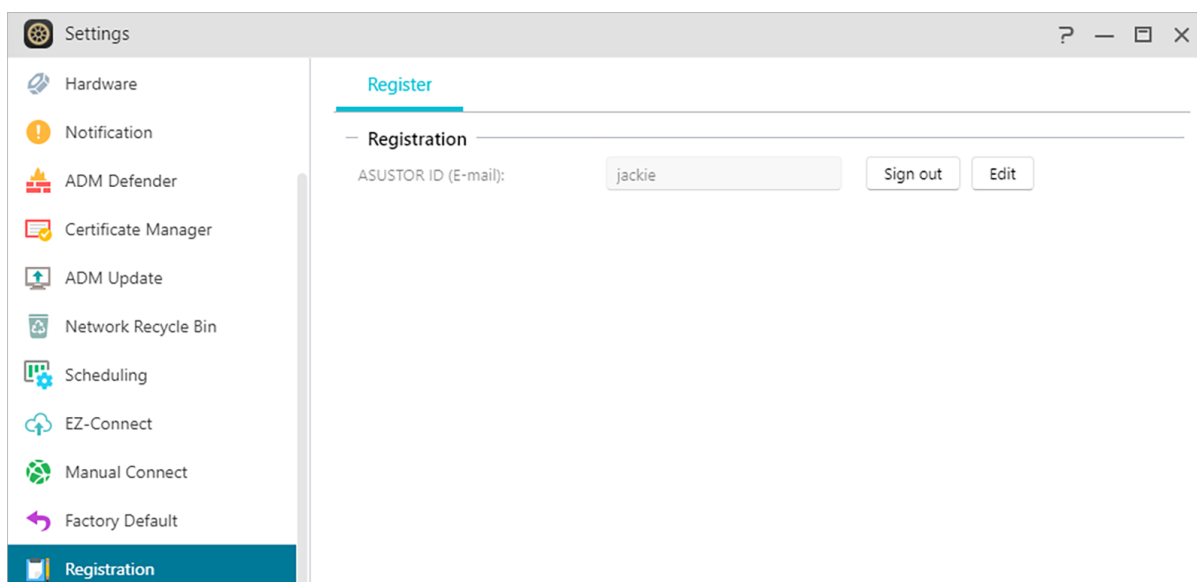 Settings
Hardware
Notification
ADM Defender
Certificate Manager
ADM Update
Network Recycle Bin
Scheduling
EZ-Connect
Manual Connect
Factory Default
Registration
Register
Registration
ASUSTOR ID (E-mail): jackie Sign out Edit